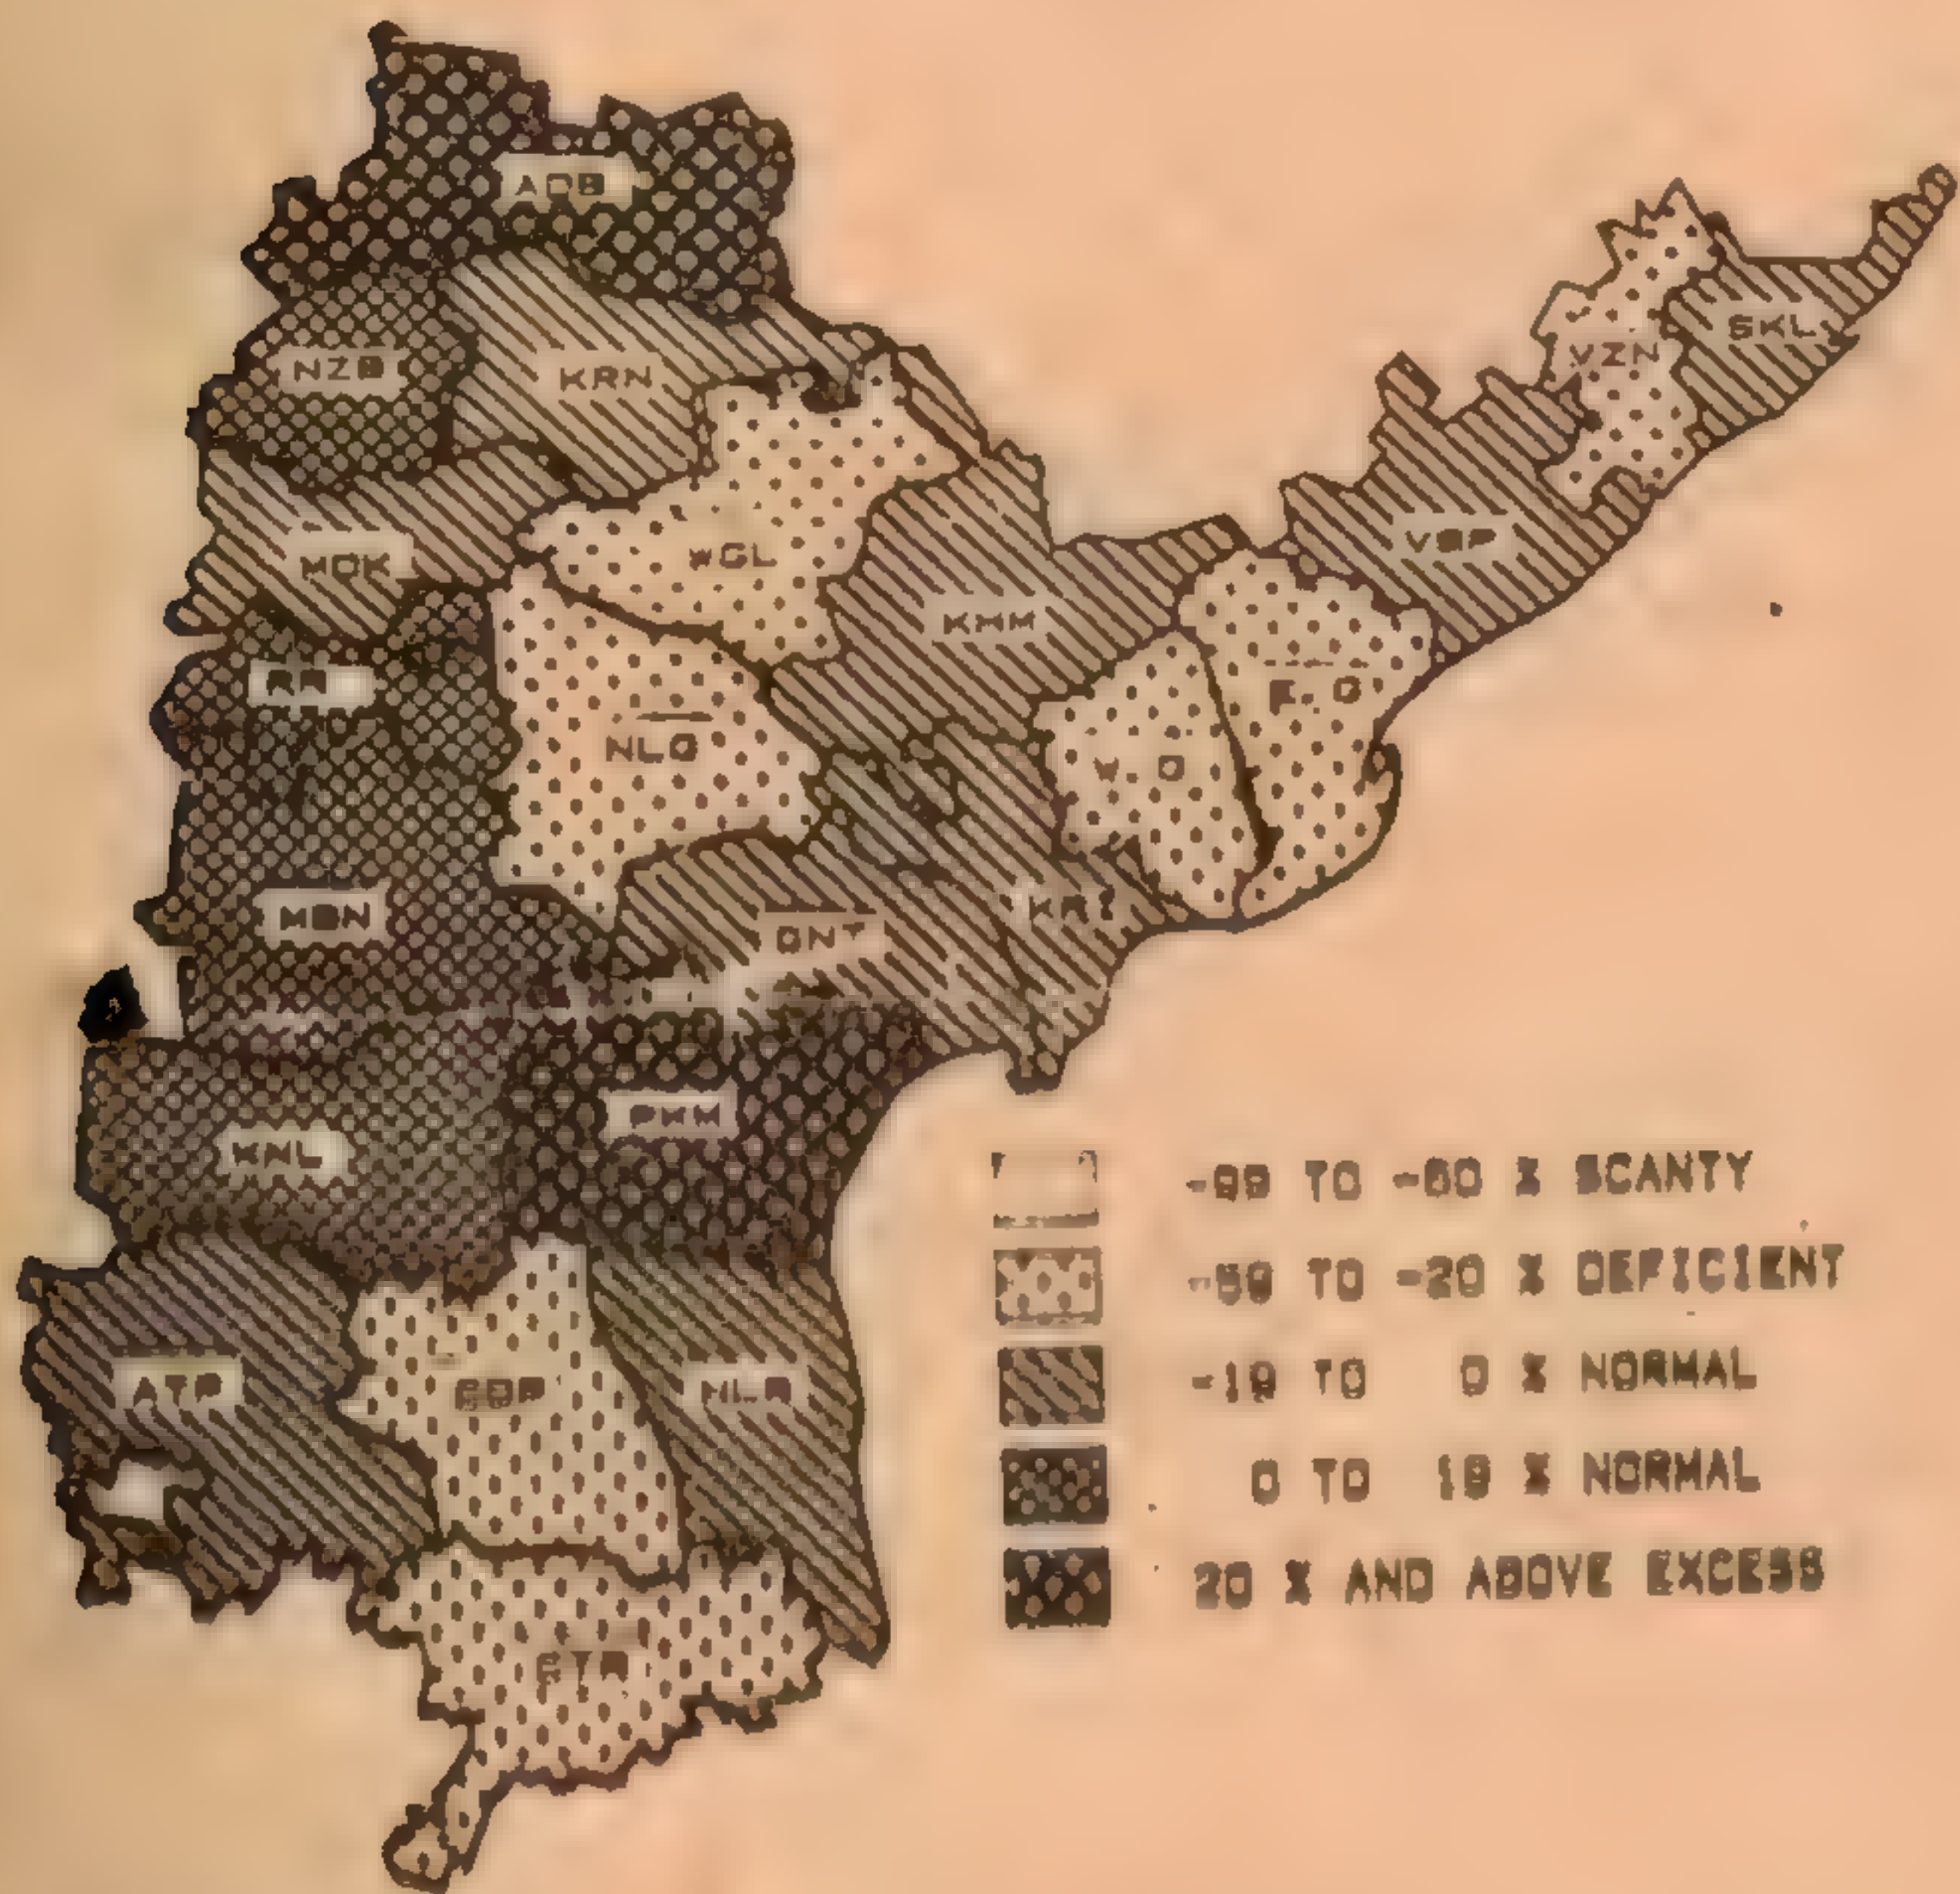 ADB
NZB
KRN
SKL
VZN
WGL
MDK
VSP
KMM
RR
E. G
NLG
W. G
MBN
GNT
KRI
PKM
KNL
ATP
NLR
CTR
-99 TO -60 % SCANTY
-59 TO -20 % DEFICIENT
-19 TO 0 % NORMAL
0 TO 19 % NORMAL
20 % AND ABOVE EXCESS